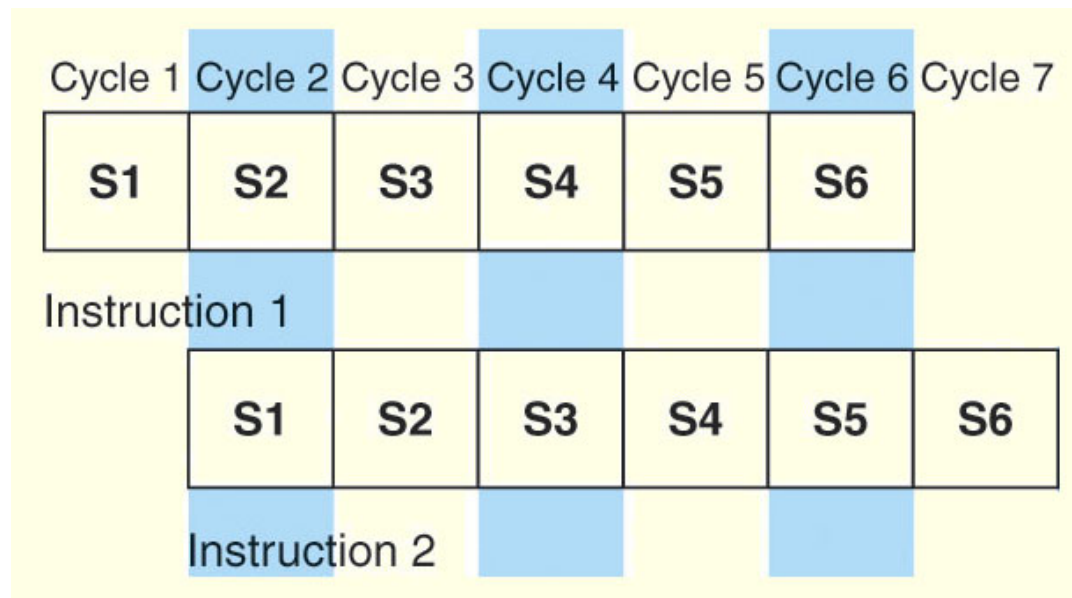 Cycle 1 Cycle 2 Cycle 3 Cycle 4 Cycle 5 Cycle 6 Cycle 7
S1 S2 S3 S4 S5 S6
Instruction 1
S1 S2 S3 S4 S5 S6
Instruction 2